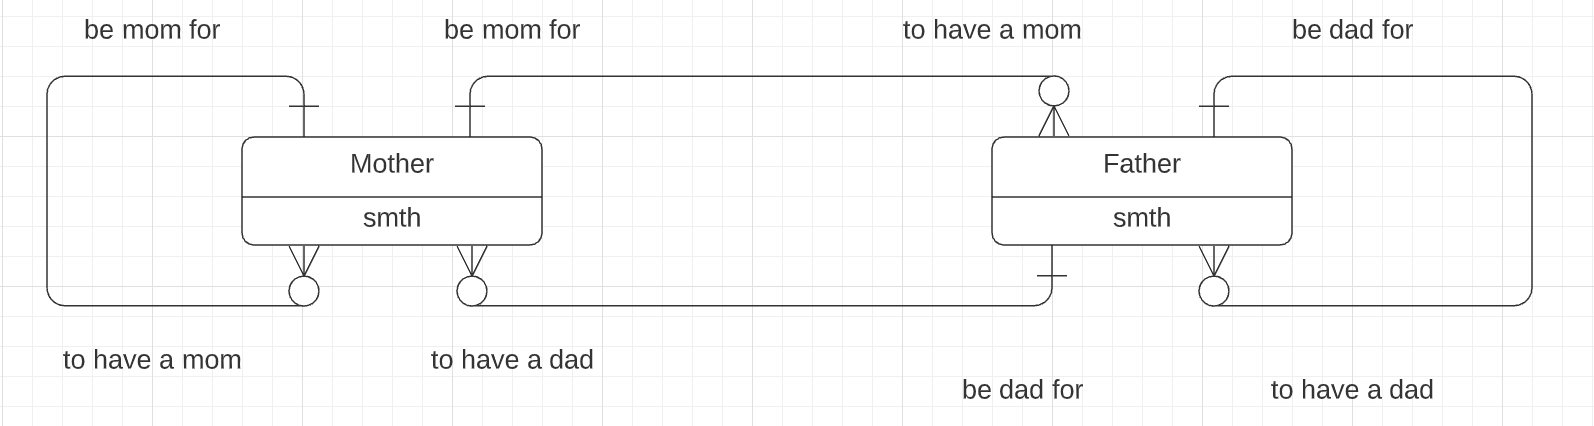 be mom for
be mom for
to have a mom
be dad for
Mother
Father
smth
smth
to have a mom
to have a dad
be dad for
to have a dad